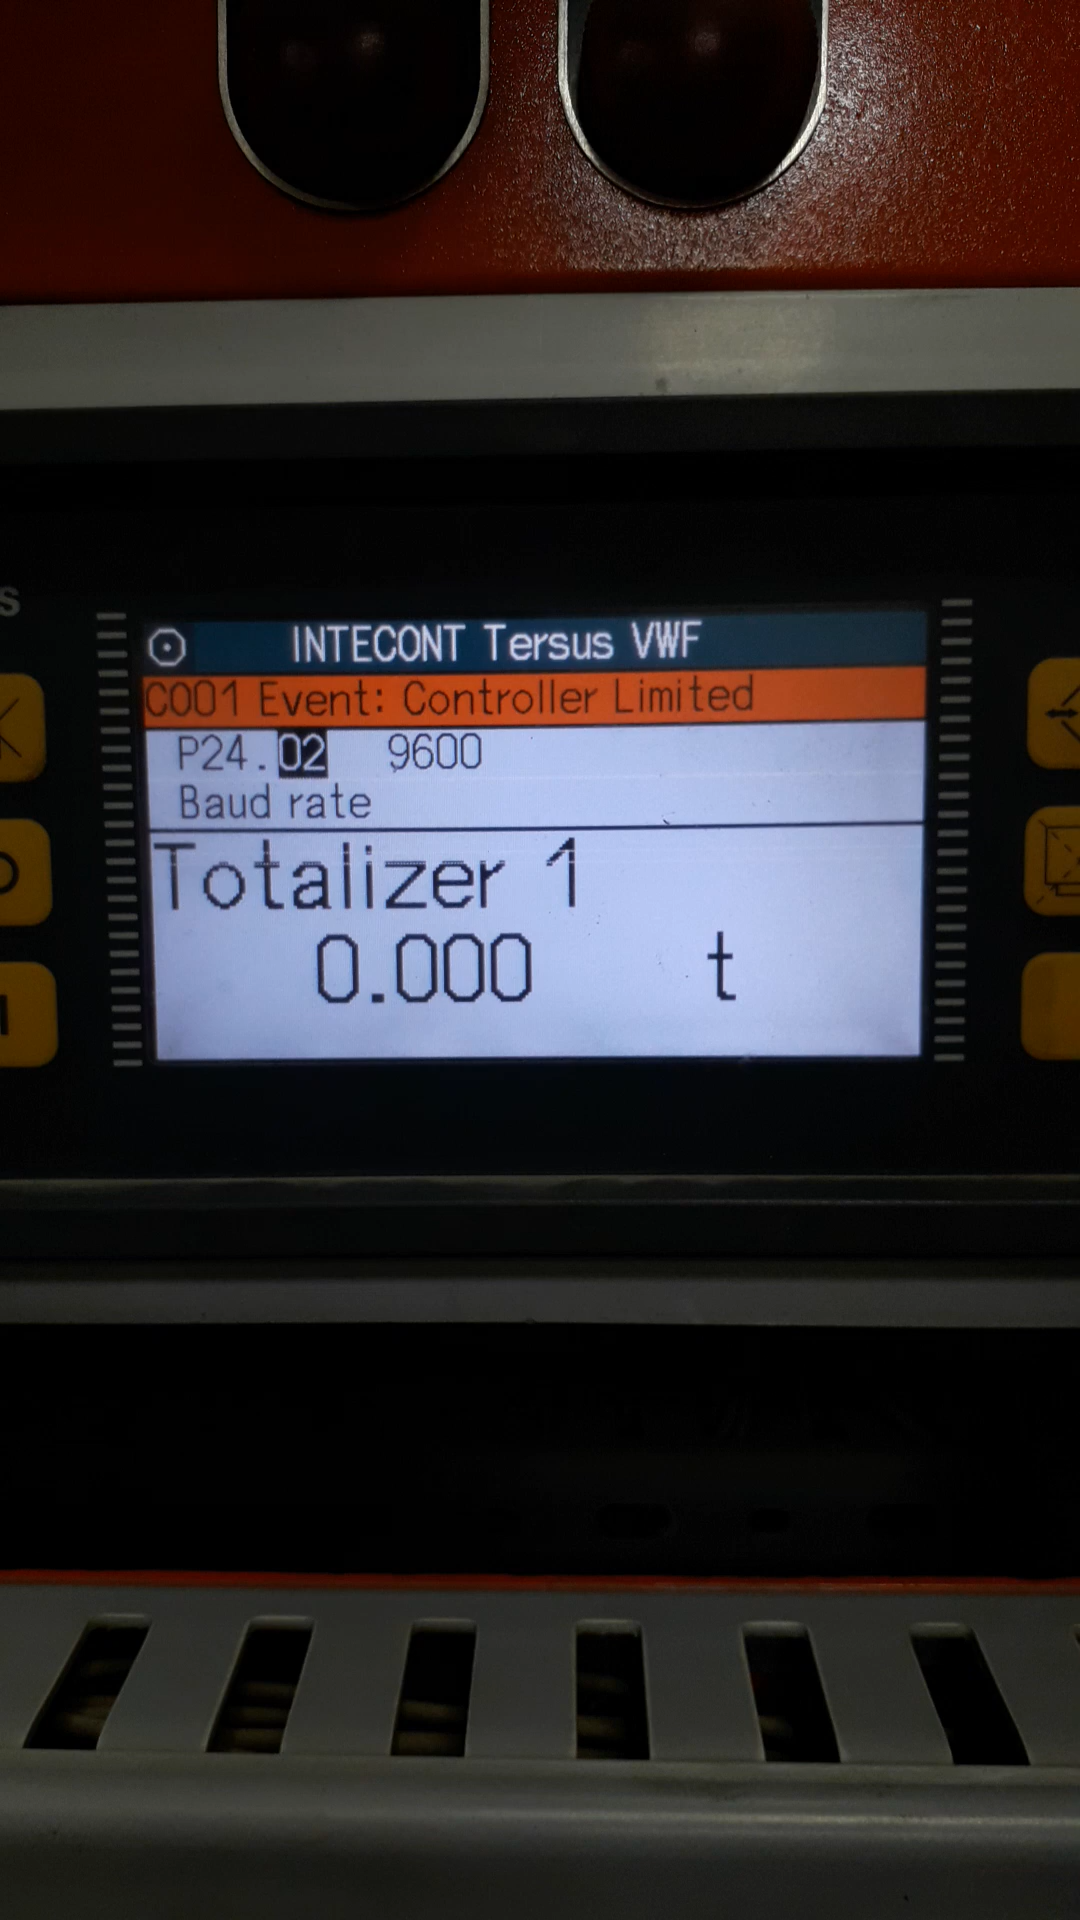 S
INTECONT Tersus VWF
C001 Event: Controller Limited
P24.02 9600
Baud rate
Totalizer 1
0.000 t